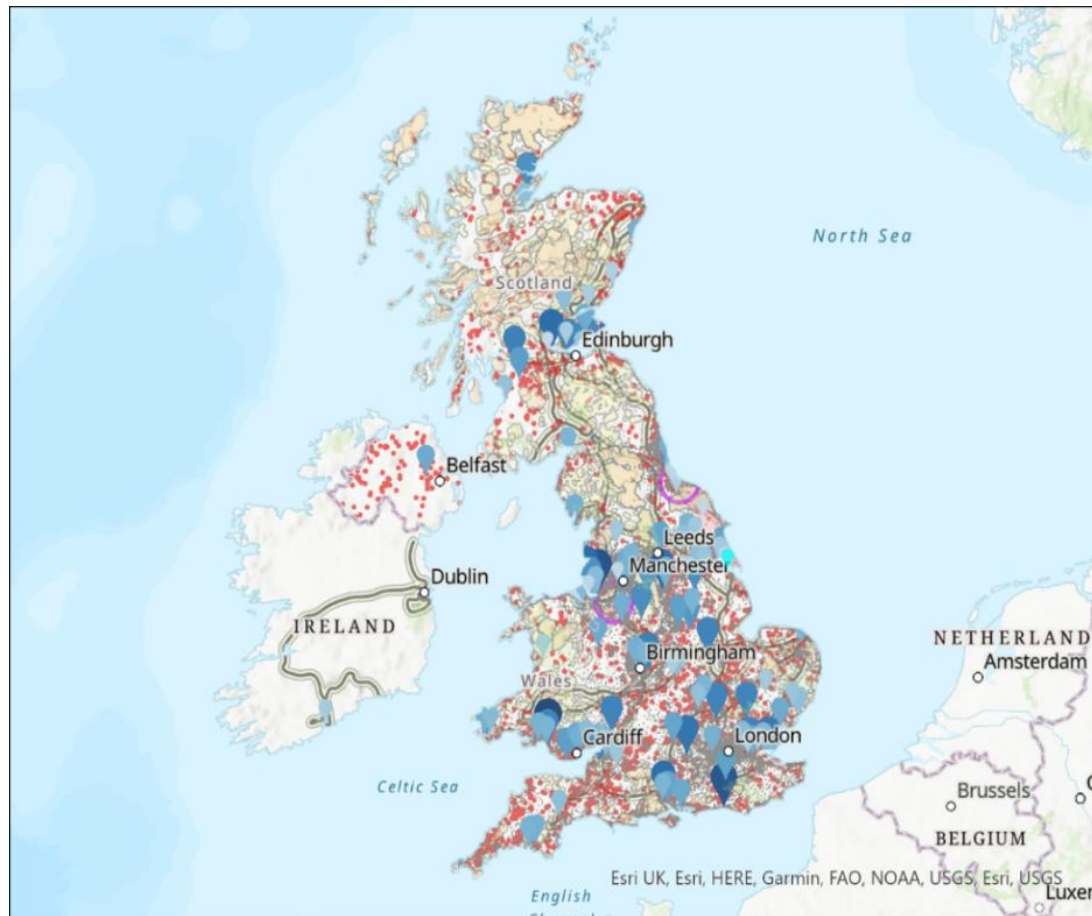 North Sea
Scotland
Edinburgh
Belfast
Leeds
Manchester
Dublin
IRELAND
NETHERLAND
Birmingham
Amsterdam
Wales
London
Cardiff
Celtic Sea
Brussels
BELGIUM
Esri UK, Esri, HERE, Garmin, FAO, NOAA, USGS, Esri, USGS
Luxer
English